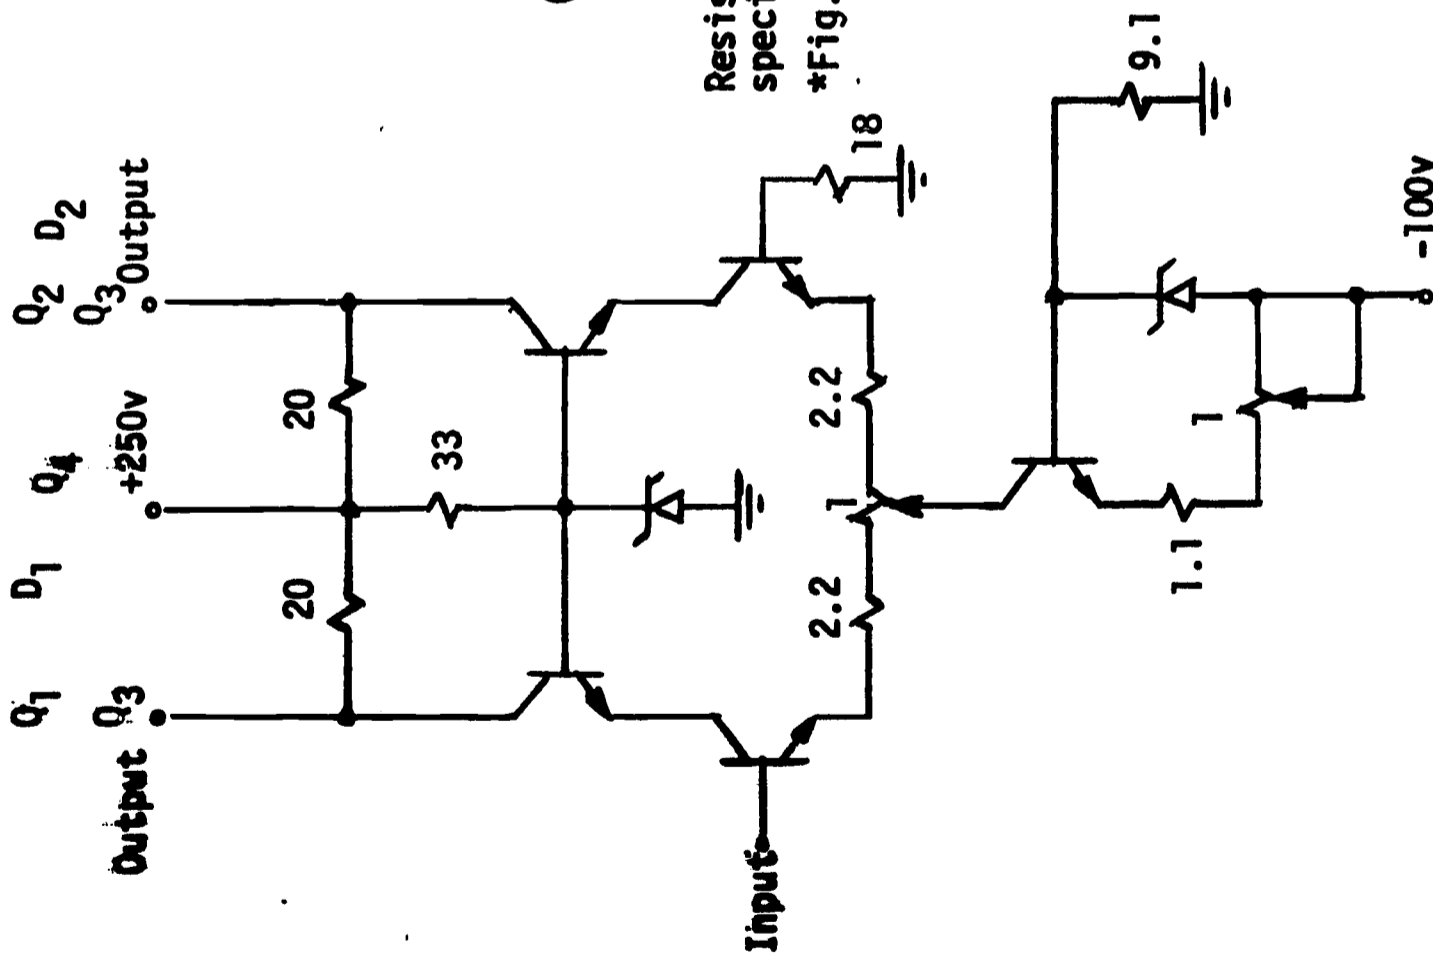 Q1 D1 Q4 Q2 D2
Q3 +250v Q3 Output
Output
20 20
33
Resis
speci
*Fig.
Input
2.2 1 2.2
18
1.1
1
9.1
-100v